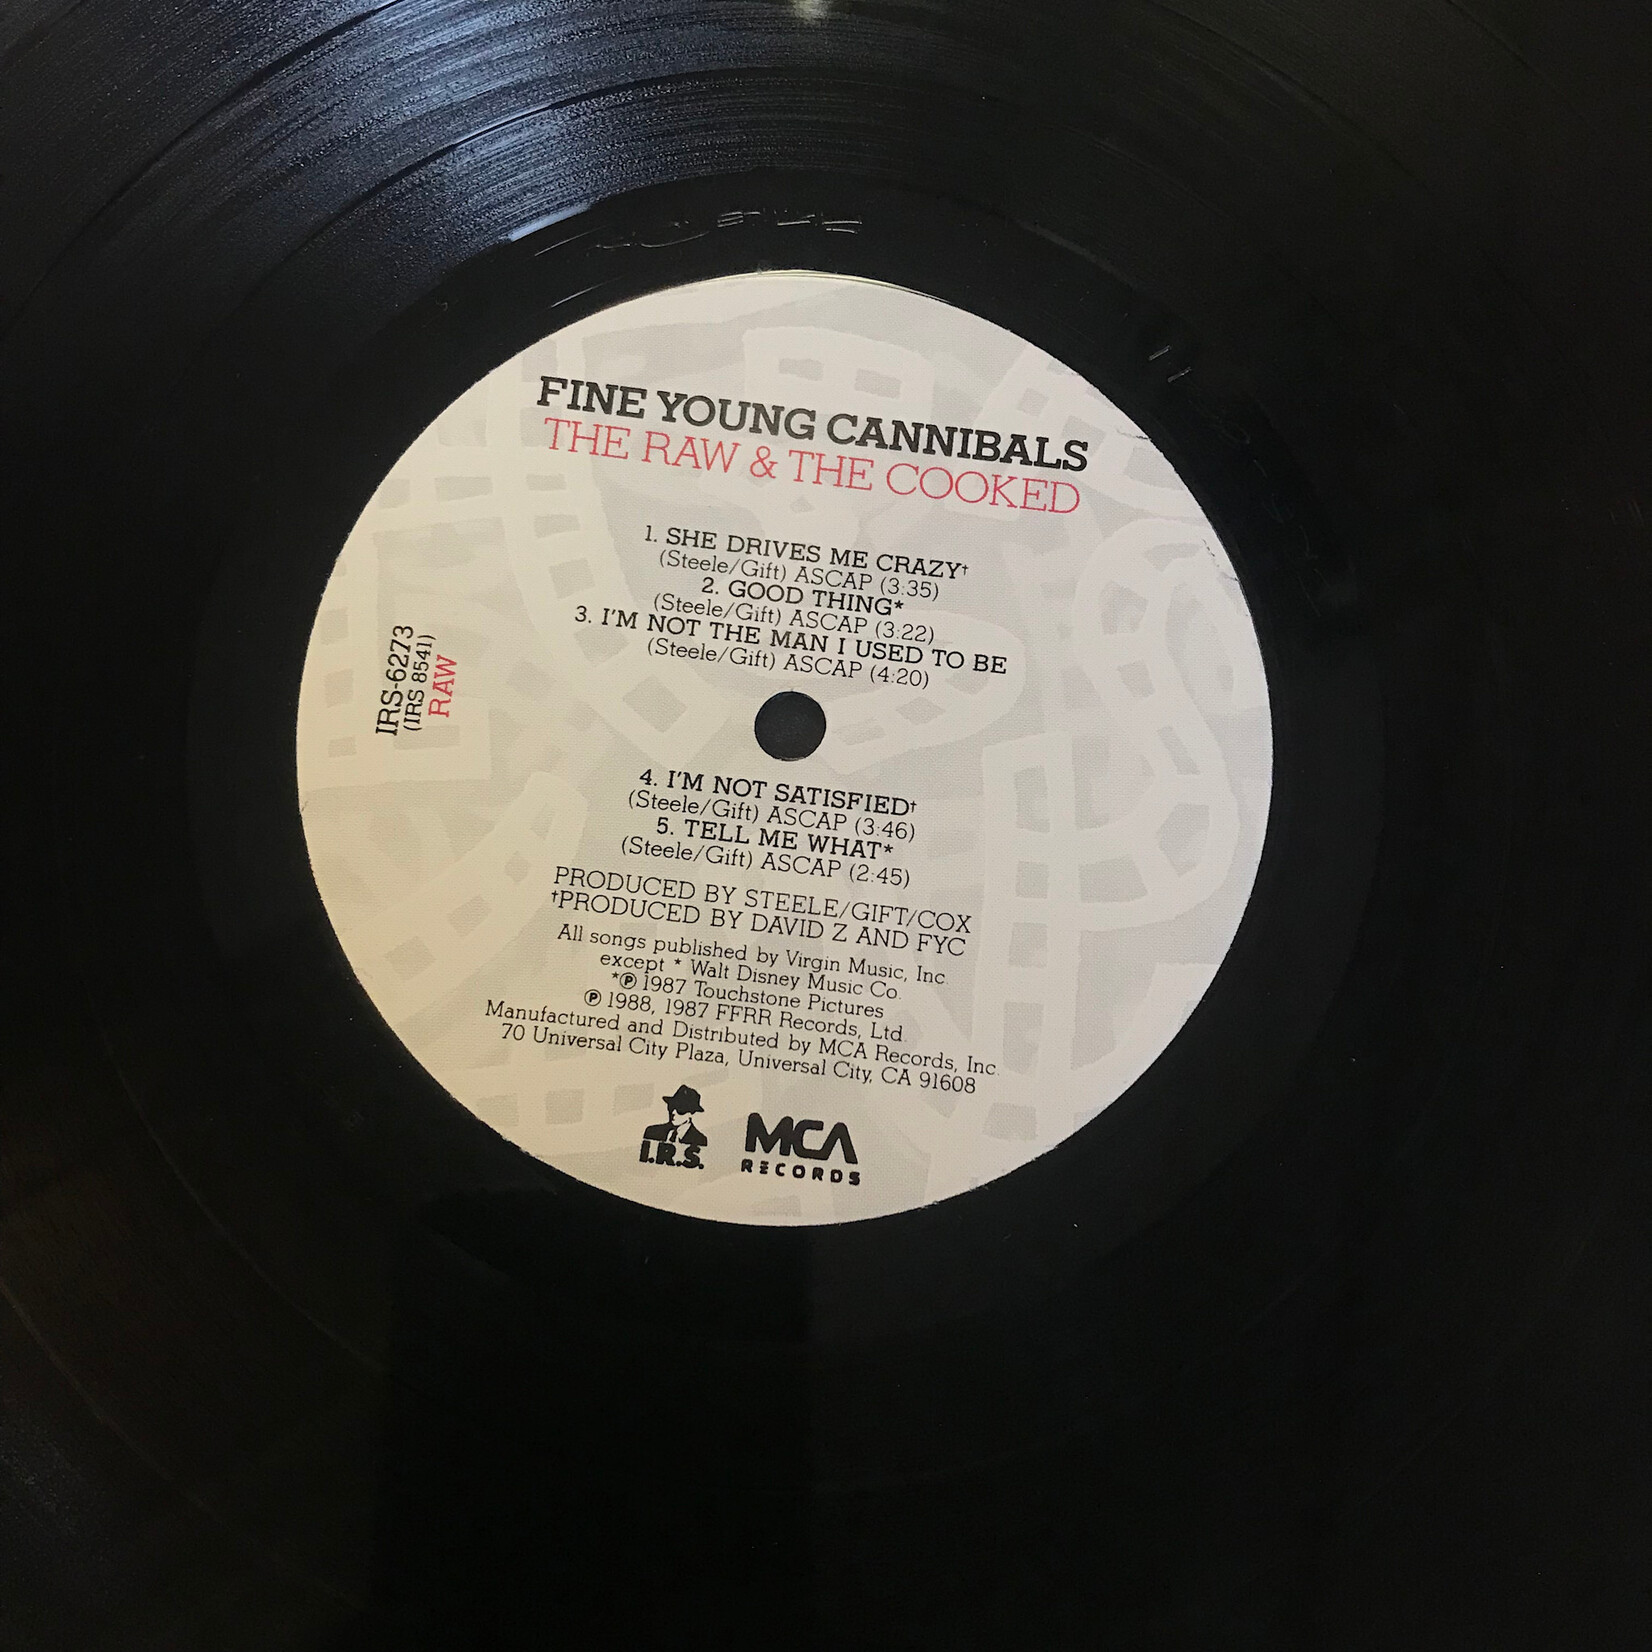 FINE YOUNG CANNIBALS
THE RAW & THE COOKED
1. SHE DRIVES ME CRAZY†
(Steele/Gift) ASCAP (3:35)
2. GOOD THING*
(Steele/Gift) ASCAP (3:22)
3. I'M NOT THE MAN I USED TO BE
(Steele/Gift) ASCAP (4:20)
IRS-6273
(IRS 8541)
RAW
4. I'M NOT SATISFIED†
(Steele/Gift) ASCAP (3:46)
5. TELL ME WHAT*
(Steele/Gift) ASCAP (2:45)
PRODUCED BY STEELE/GIFT/COX
†PRODUCED BY DAVID Z AND FYC
All songs published by Virgin Music, Inc.
except * Walt Disney Music Co.
*℗ 1987 Touchstone Pictures
℗ 1988, 1987 FFRR Records, Ltd.
Manufactured and Distributed by MCA Records, Inc.
70 Universal City Plaza, Universal City, CA 91608
I.R.S.
MCA
RECORDS